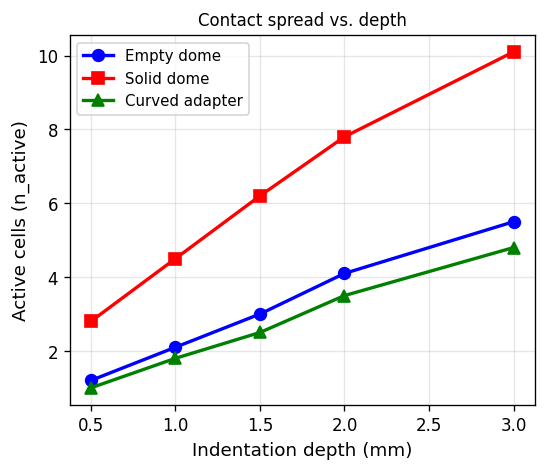 Contact spread vs. depth
Empty dome
Solid dome
Curved adapter
Active cells (n_active)
10
8
6
4
2
0.5 1.0 1.5 2.0 2.5 3.0
Indentation depth (mm)